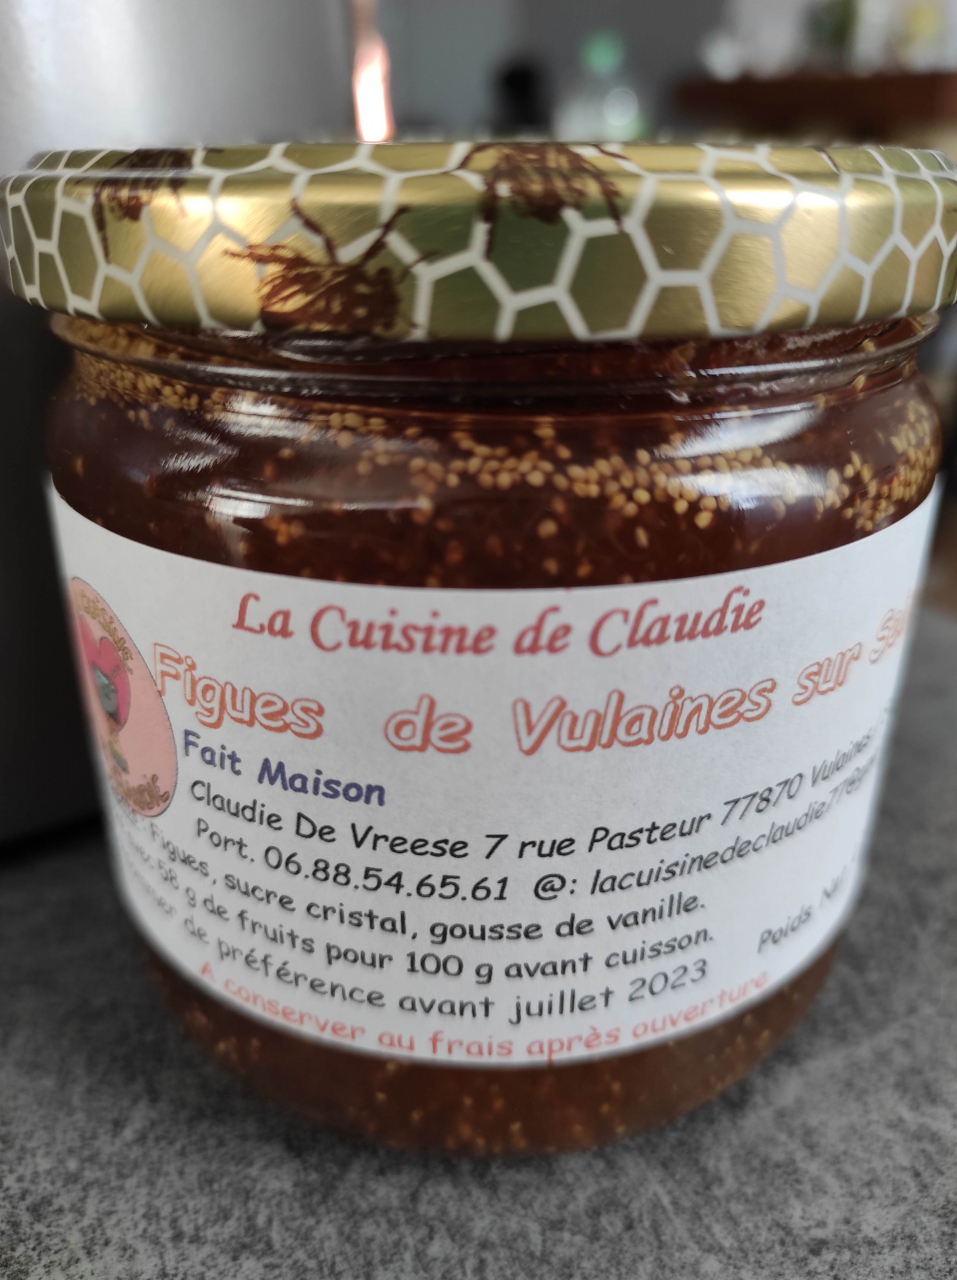 La Cuisine de Claudie
Figues de Vulaines sur
Fait Maison
Claudie De Vreese 7 rue Pasteur 77870 Vulaines
Port. 06.88.54.65.61 @: lacuisinedeclaudie77@
Figues, sucre cristal, gousse de vanille.
58 g de fruits pour 100 g avant cuisson.
de préférence avant juillet 2023
Poids
A conserver au frais après ouverture